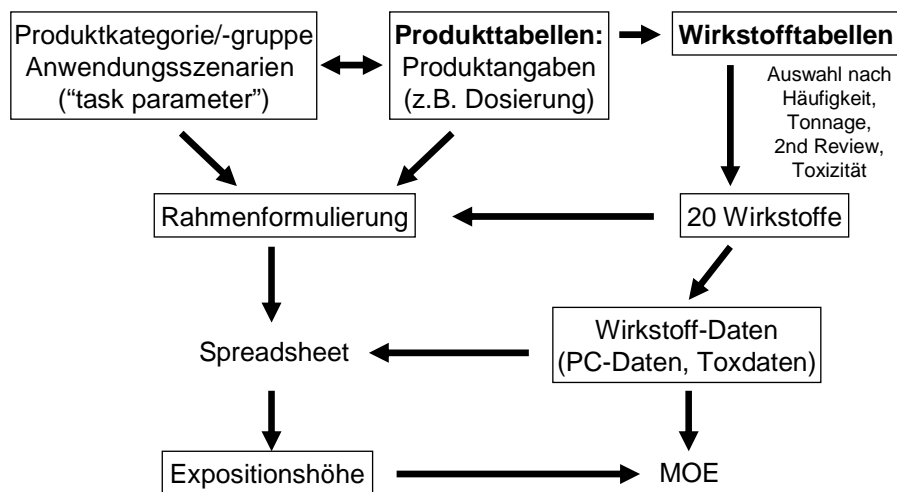 Produktkategorie/-gruppe
Anwendungsszenarien
(“task parameter”)
Produkttabellen:
Produktangaben
(z.B. Dosierung)
Wirkstofftabellen
Auswahl nach
Häufigkeit,
Tonnage,
2nd Review,
Toxizität
Rahmenformulierung
20 Wirkstoffe
Spreadsheet
Wirkstoff-Daten
(PC-Daten, Toxdaten)
Expositionshöhe
MOE